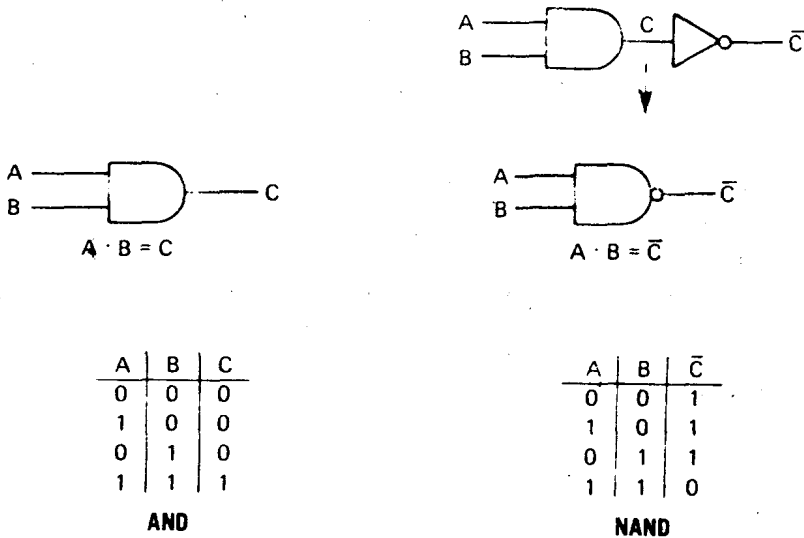 A
B
C
C̄
A
B
C
A · B = C
A
B
C̄
A · B = C̄
A B C
0 0 0
1 0 0
0 1 0
1 1 1
AND
A B C̄
0 0 1
1 0 1
0 1 1
1 1 0
NAND